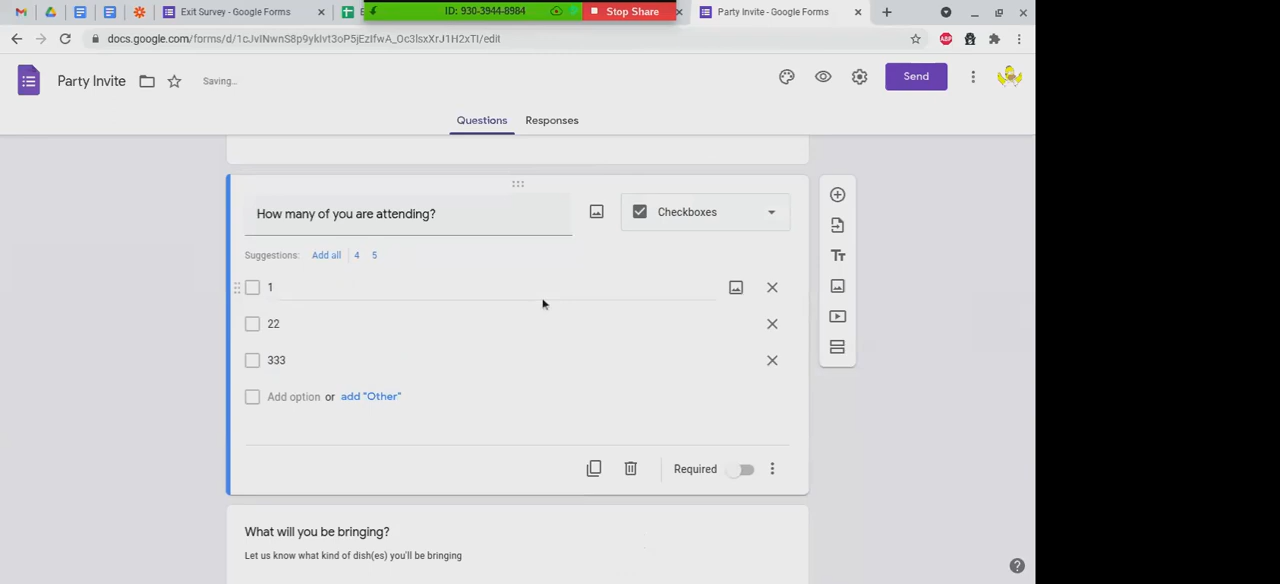 Exit Survey - Google Forms
ID: 930-3944-8984
Stop Share
Party Invite - Google Forms
docs.google.com/forms/d/1cJviNwnS8p9ykIvt3oP5jEzIfwA_Oc3lsxXrJ1H2xTI/edit
ABP
Party Invite
Saving...
Send
Questions
Responses
How many of you are attending?
Checkboxes
Suggestions: Add all 4 5
1
22
333
Add option or add "Other"
Required
What will you be bringing?
Let us know what kind of dish(es) you'll be bringing